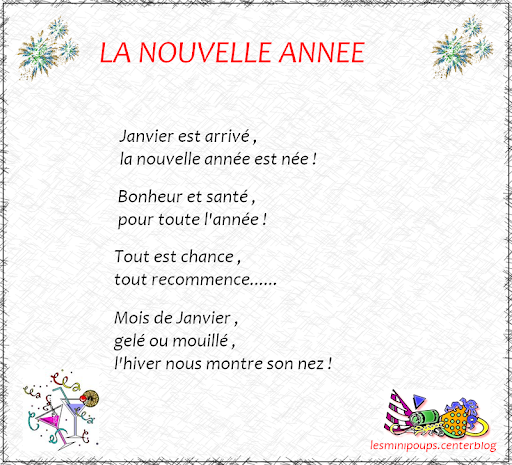 LA NOUVELLE ANNEE
Janvier est arrivé ,
la nouvelle année est née !
Bonheur et santé ,
pour toute l'année !
Tout est chance ,
tout recommence......
Mois de Janvier ,
gelé ou mouillé ,
l'hiver nous montre son nez !
lesminipoups.centerblog